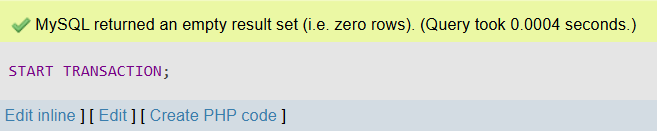 MySQL returned an empty result set (i.e. zero rows). (Query took 0.0004 seconds.)
START TRANSACTION;
Edit inline ] [ Edit ] [ Create PHP code ]